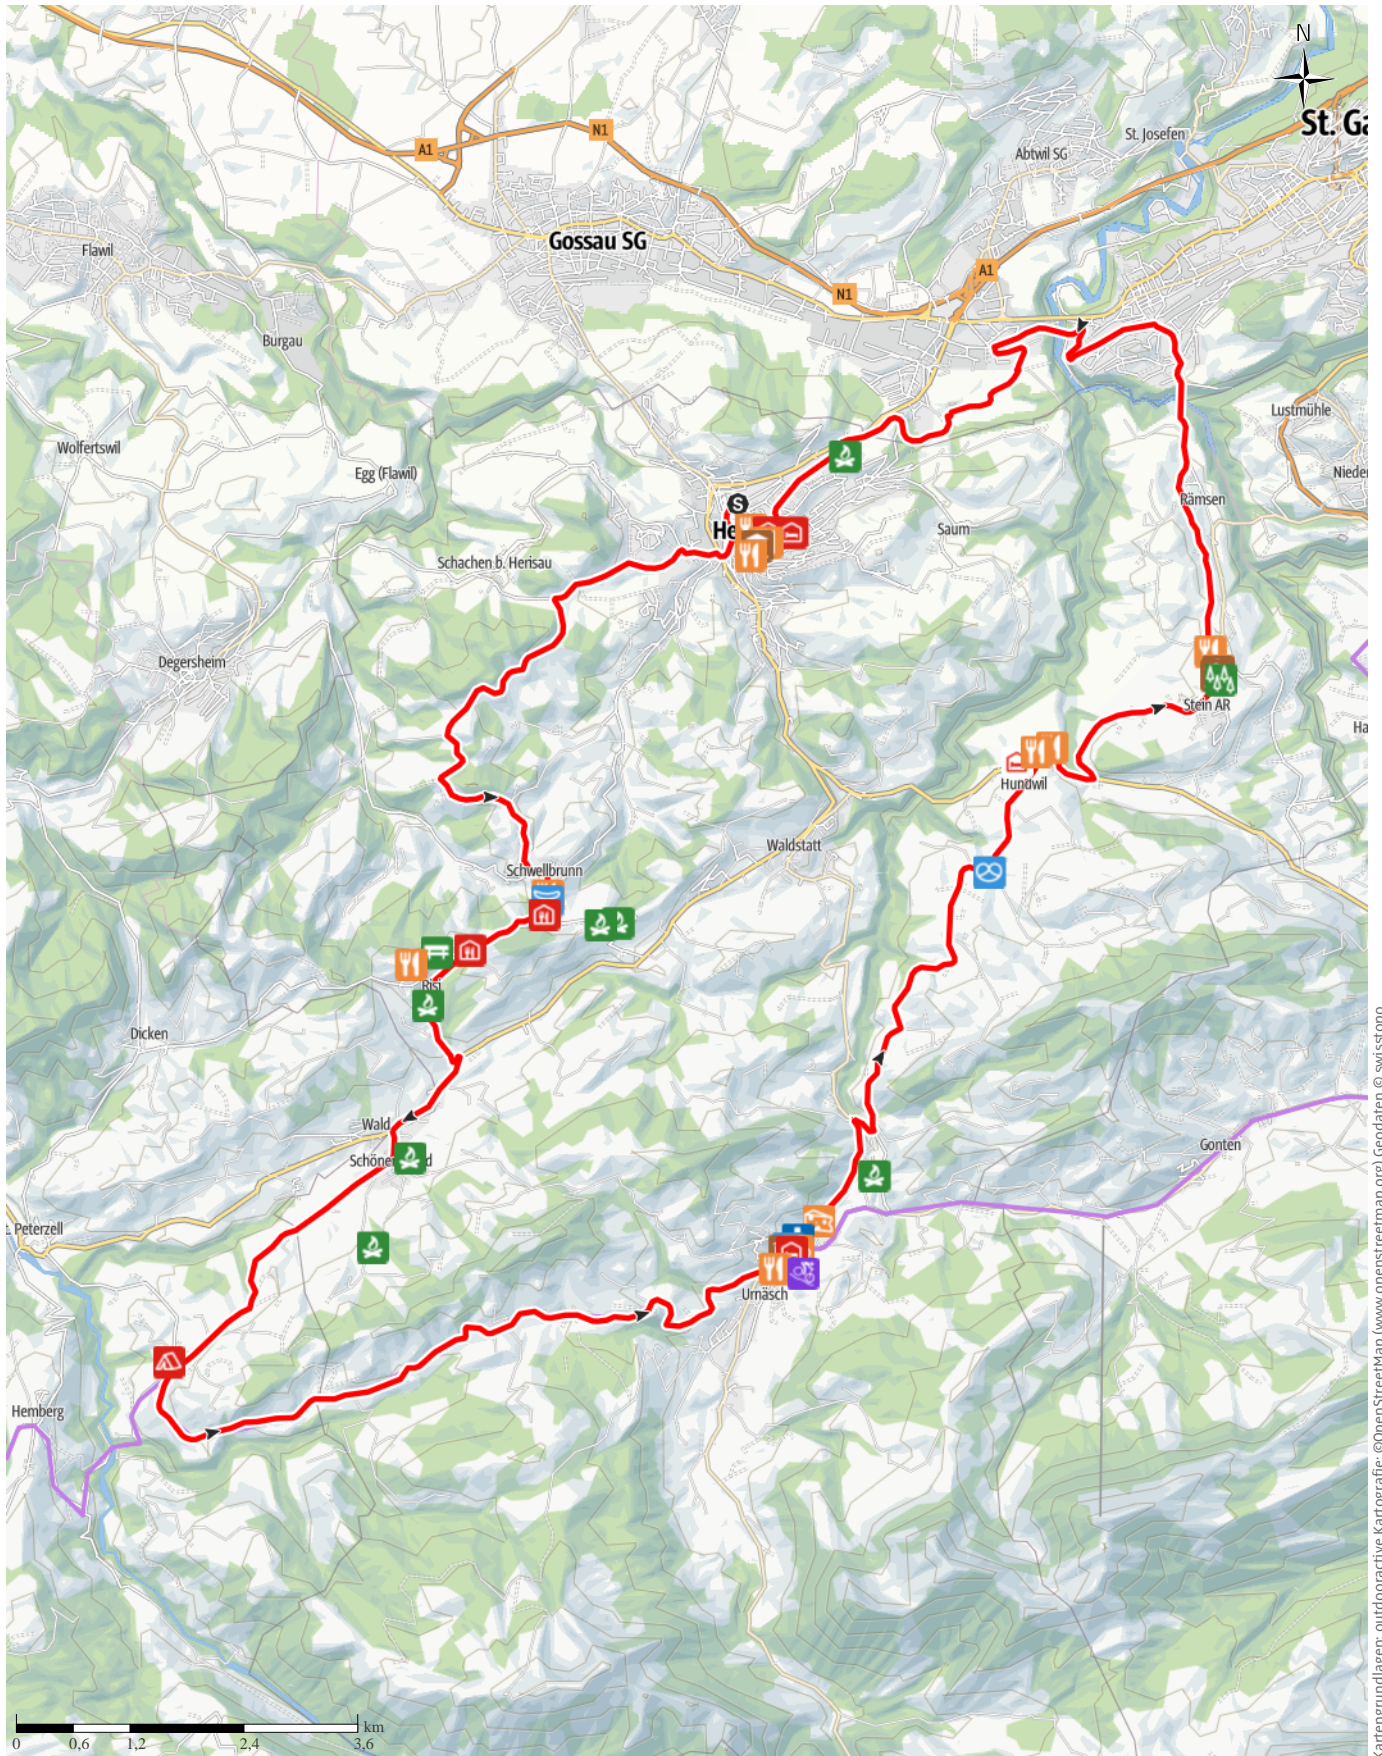 N
St. Ga
St. Josefen
Abtwil SG
N1
A1
Gossau SG
Flawil
A1
N1
Burgau
Lustmühle
Wolfertswil
Egg (Flawil)
Nieder
Rämsen
S
He
Saum
Schachen b. Herisau
Degersheim
Stein AR
Ha
Hundwil
Waldstatt
Schwellbrunn
Risi
Dicken
Wald
Gonten
Schönen d
t. Peterzell
Urnäsch
Hemberg
km
0 0,6 1,2 2,4 3,6
Kartengrundlagen: outdooractive Kartografie; ©OpenStreetMap (www.openstreetmap.org) Geodaten © swisstopo